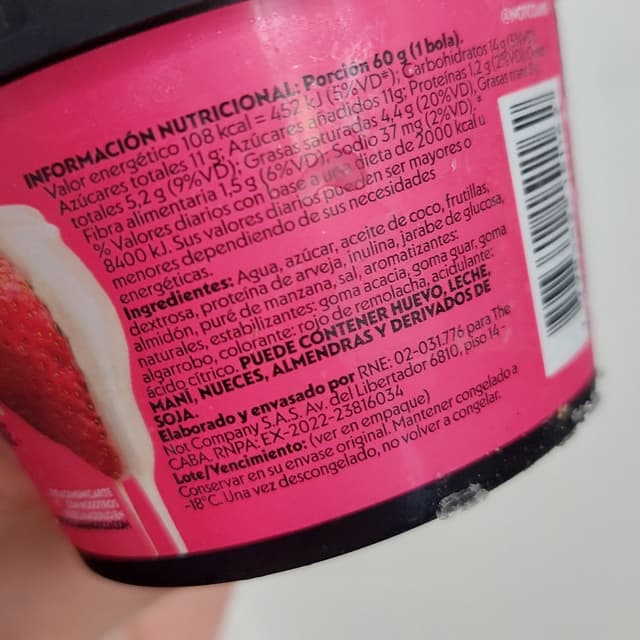 @NOTCO
INFORMACIÓN NUTRICIONAL: Porción 60 g (1 bola).
Valor energético 108 kcal = 452 kJ (5%VD*); Carbohidratos 14g (5%VD)
Azúcares totales 11 g; Azúcares añadidos 11g; Proteínas 1,2 g (2%VD);
totales 5,2 g (9%VD); Grasas saturadas 4,4 g (20%VD), Grasas trans
Fibra alimentaria 1,5 g (6%VD); Sodio 37 mg (2%VD); *
% Valores diarios con base a una dieta de 2000 kcal u
8400 kJ. Sus valores diarios pueden ser mayores o
menores dependiendo de sus necesidades
energéticas.
Ingredientes: Agua, azúcar, aceite de coco, frutillas,
dextrosa, proteína de arveja, inulina, jarabe de glucosa,
almidón, puré de manzana, sal, aromatizantes:
naturales, estabilizantes: goma acacia, goma guar, goma
algarrobo, colorante: rojo de remolacha, acidulante:
ácido cítrico. PUEDE CONTENER HUEVO, LECHE,
MANÍ, NUECES, ALMENDRAS Y DERIVADOS DE
SOJA.
Elaborado y envasado por RNE: 02-031.776 para The
Not Company S.A.S. Av. del Libertador 6810, piso 14 -
CABA. RNPA: EX-2022-23816034
Lote/Vencimiento: (ver en empaque)
Conservar en su envase original. Mantener congelado a
-18°C. Una vez descongelado, no volver a congelar.